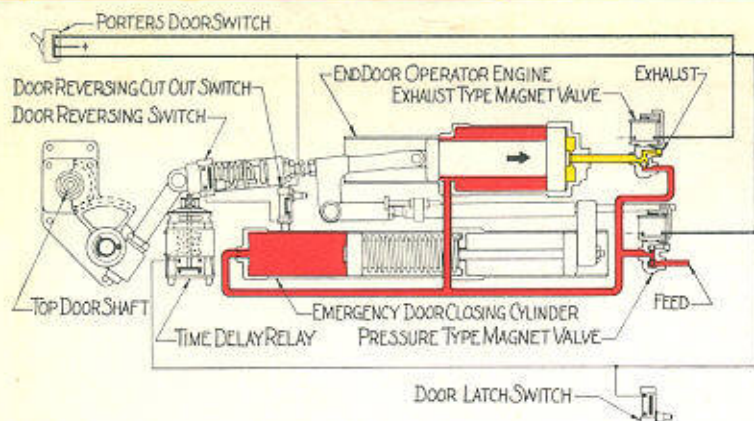 PORTERS DOOR SWITCH
DOOR REVERSING CUT OUT SWITCH
DOOR REVERSING SWITCH
END DOOR OPERATOR ENGINE
EXHAUST TYPE MAGNET VALVE
EXHAUST
TOP DOOR SHAFT
TIME DELAY RELAY
EMERGENCY DOOR CLOSING CYLINDER
PRESSURE TYPE MAGNET VALVE
FEED
DOOR LATCH SWITCH